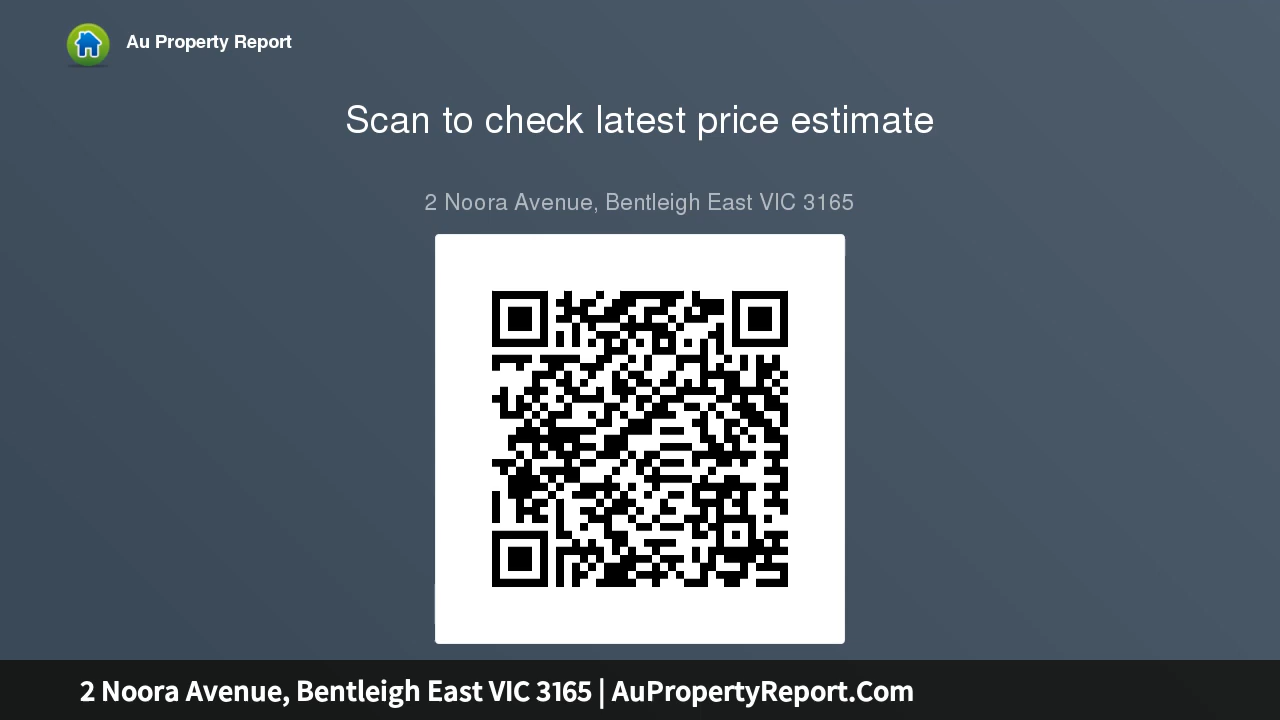 Au Property Report
Scan to check latest price estimate
2 Noora Avenue, Bentleigh East VIC 3165
2 Noora Avenue, Bentleigh East VIC 3165 | AuPropertyReport.Com